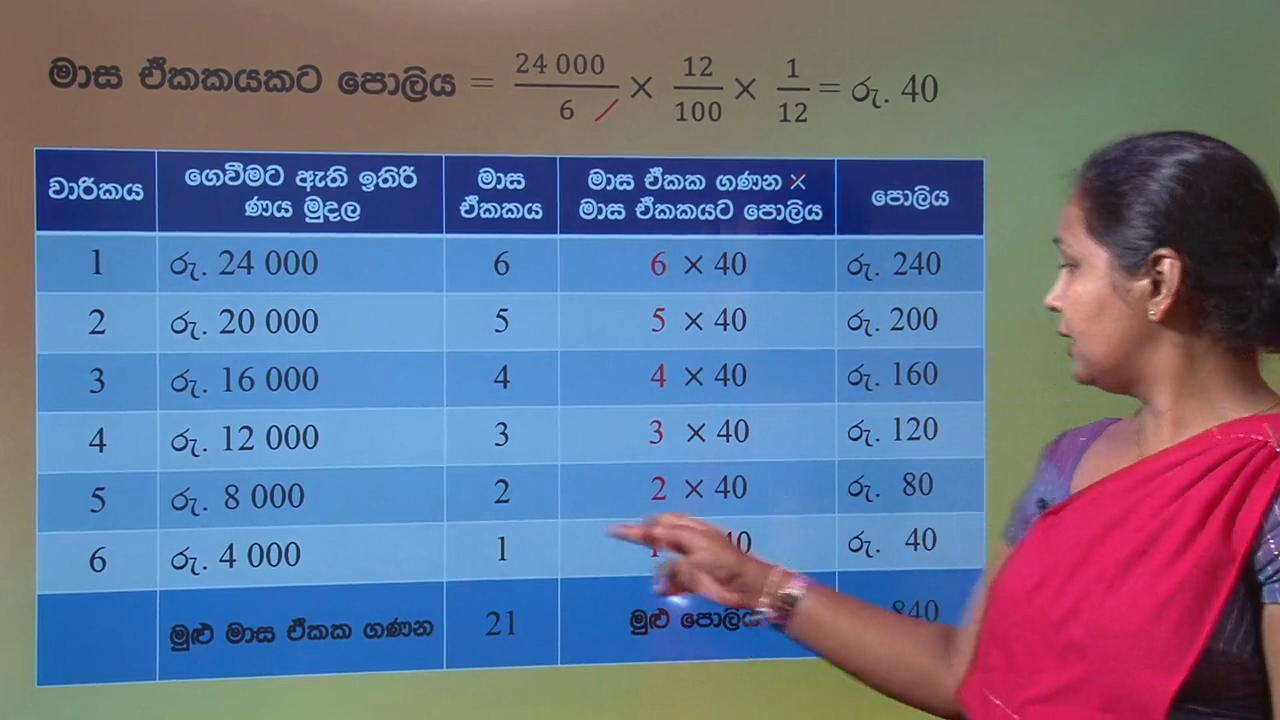 මාස ඒකකයකට පොලිය = 24 000 / 6 × 12 / 100 × 1 / 12 = රු. 40
වාරිකය ගෙවීමට ඇති ඉතිරි ණය මුදල මාස ඒකකය මාස ඒකක ගණන × මාස ඒකකයට පොලිය පොලිය
1 රු. 24 000 6 6 × 40 රු. 240
2 රු. 20 000 5 5 × 40 රු. 200
3 රු. 16 000 4 4 × 40 රු. 160
4 රු. 12 000 3 3 × 40 රු. 120
5 රු. 8 000 2 2 × 40 රු. 80
6 රු. 4 000 1 40 රු. 40
මුළු මාස ඒකක ගණන 21 මුළු පොලිය 840